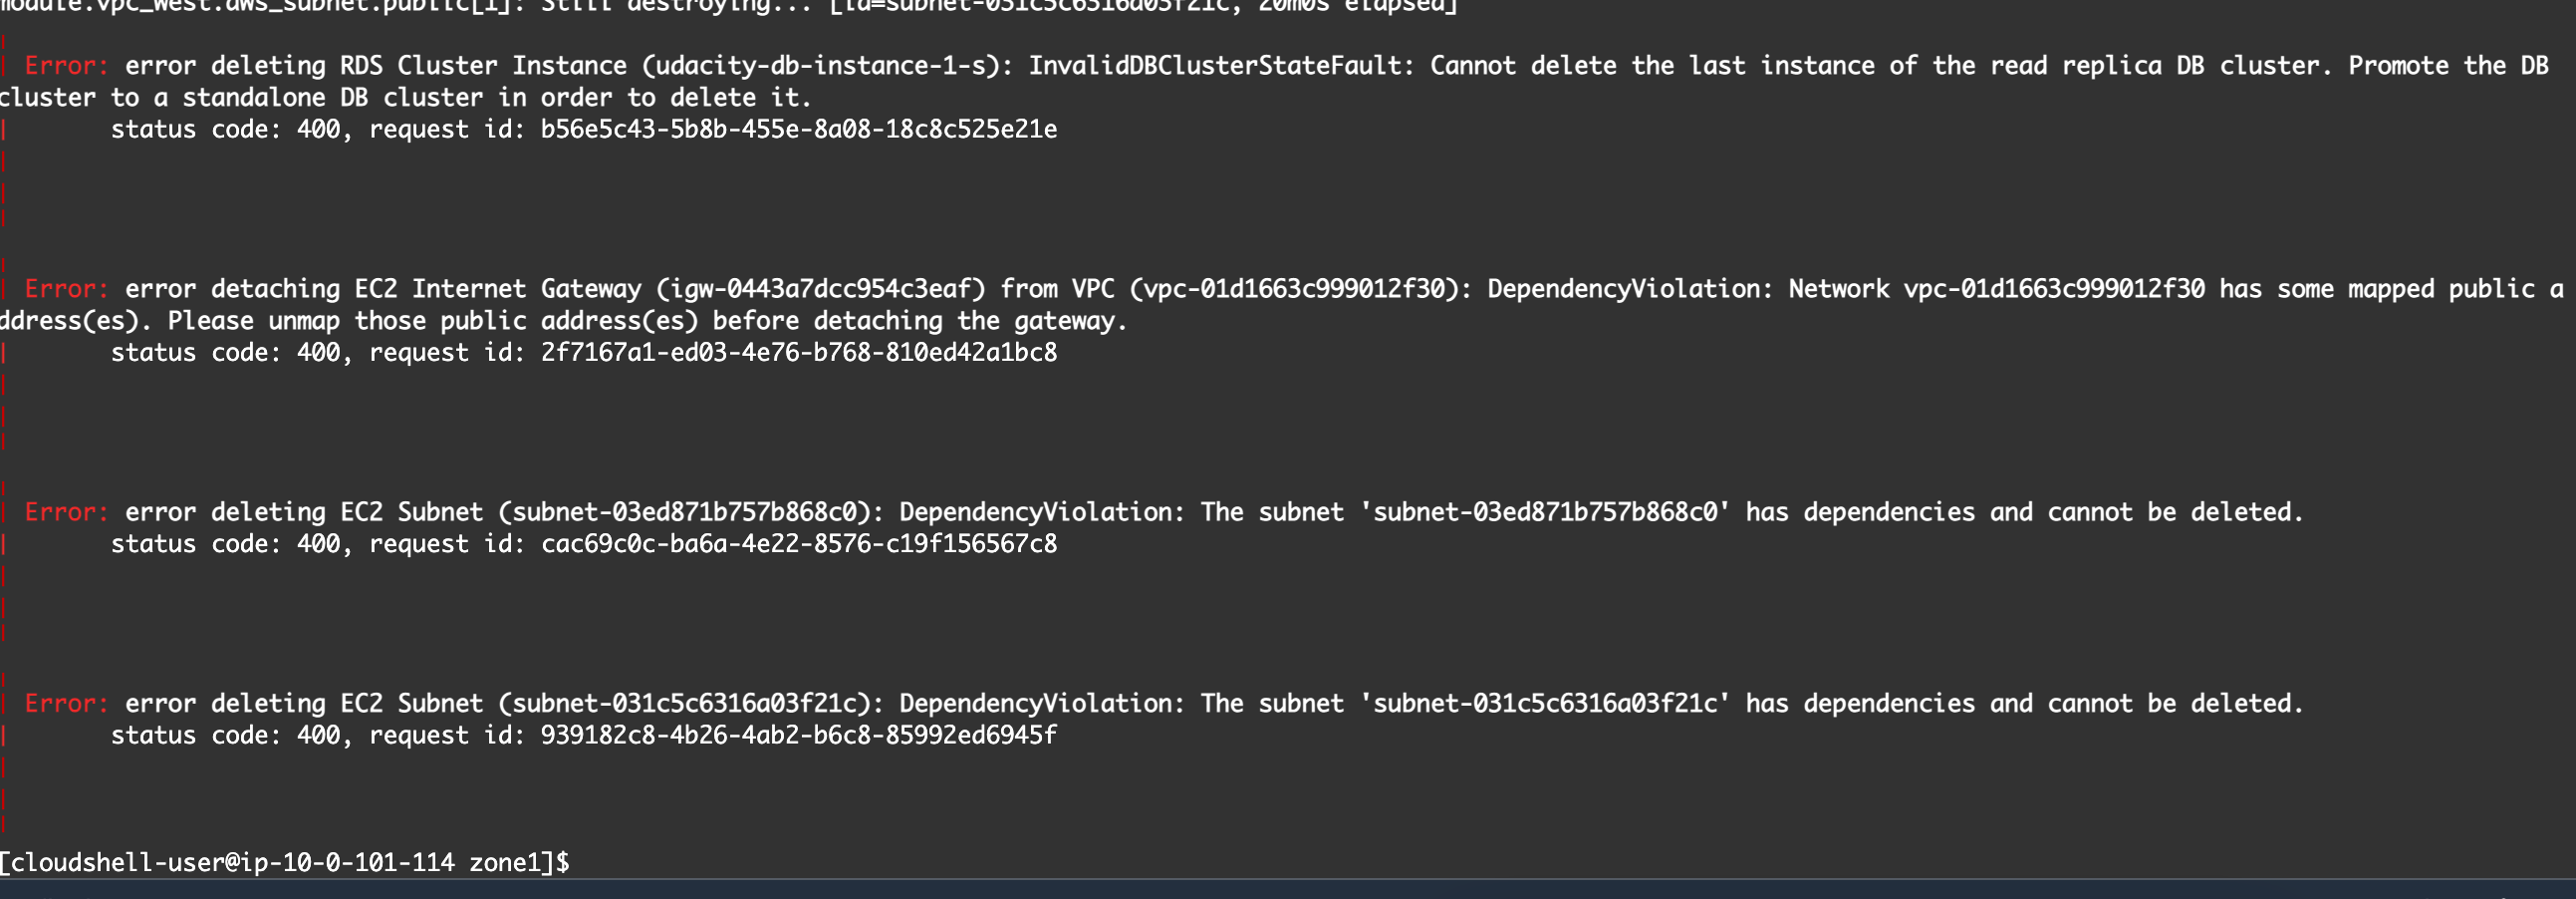 module.vpc_west.aws_subnet.public[1]: Still destroying... [id=subnet-031c5c6316a03f21c, 20m0s elapsed]
Error: error deleting RDS Cluster Instance (udacity-db-instance-1-s): InvalidDBClusterStateFault: Cannot delete the last instance of the read replica DB cluster. Promote the DB
cluster to a standalone DB cluster in order to delete it.
status code: 400, request id: b56e5c43-5b8b-455e-8a08-18c8c525e21e
Error: error detaching EC2 Internet Gateway (igw-0443a7dcc954c3eaf) from VPC (vpc-01d1663c999012f30): DependencyViolation: Network vpc-01d1663c999012f30 has some mapped public a
ddress(es). Please unmap those public address(es) before detaching the gateway.
status code: 400, request id: 2f7167a1-ed03-4e76-b768-810ed42a1bc8
Error: error deleting EC2 Subnet (subnet-03ed871b757b868c0): DependencyViolation: The subnet 'subnet-03ed871b757b868c0' has dependencies and cannot be deleted.
status code: 400, request id: cac69c0c-ba6a-4e22-8576-c19f156567c8
Error: error deleting EC2 Subnet (subnet-031c5c6316a03f21c): DependencyViolation: The subnet 'subnet-031c5c6316a03f21c' has dependencies and cannot be deleted.
status code: 400, request id: 939182c8-4b26-4ab2-b6c8-85992ed6945f
[cloudshell-user@ip-10-0-101-114 zone1]$